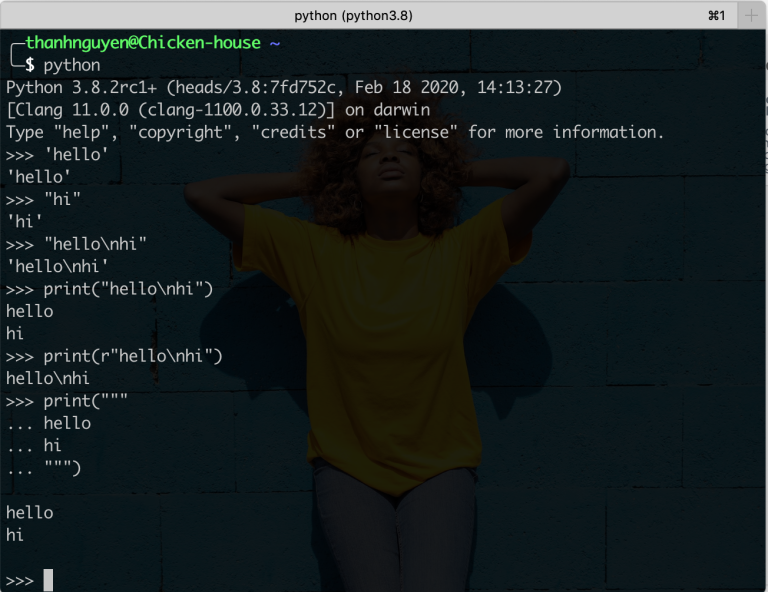 python (python3.8) ⌘1
thanhnguyen@Chicken-house ~
$ python
Python 3.8.2rc1+ (heads/3.8:7fd752c, Feb 18 2020, 14:13:27)
[Clang 11.0.0 (clang-1100.0.33.12)] on darwin
Type "help", "copyright", "credits" or "license" for more information.
>>> 'hello'
'hello'
>>> "hi"
'hi'
>>> "hello\nhi"
'hello\nhi'
>>> print("hello\nhi")
hello
hi
>>> print(r"hello\nhi")
hello\nhi
>>> print("""
... hello
... hi
... """)
hello
hi
>>>